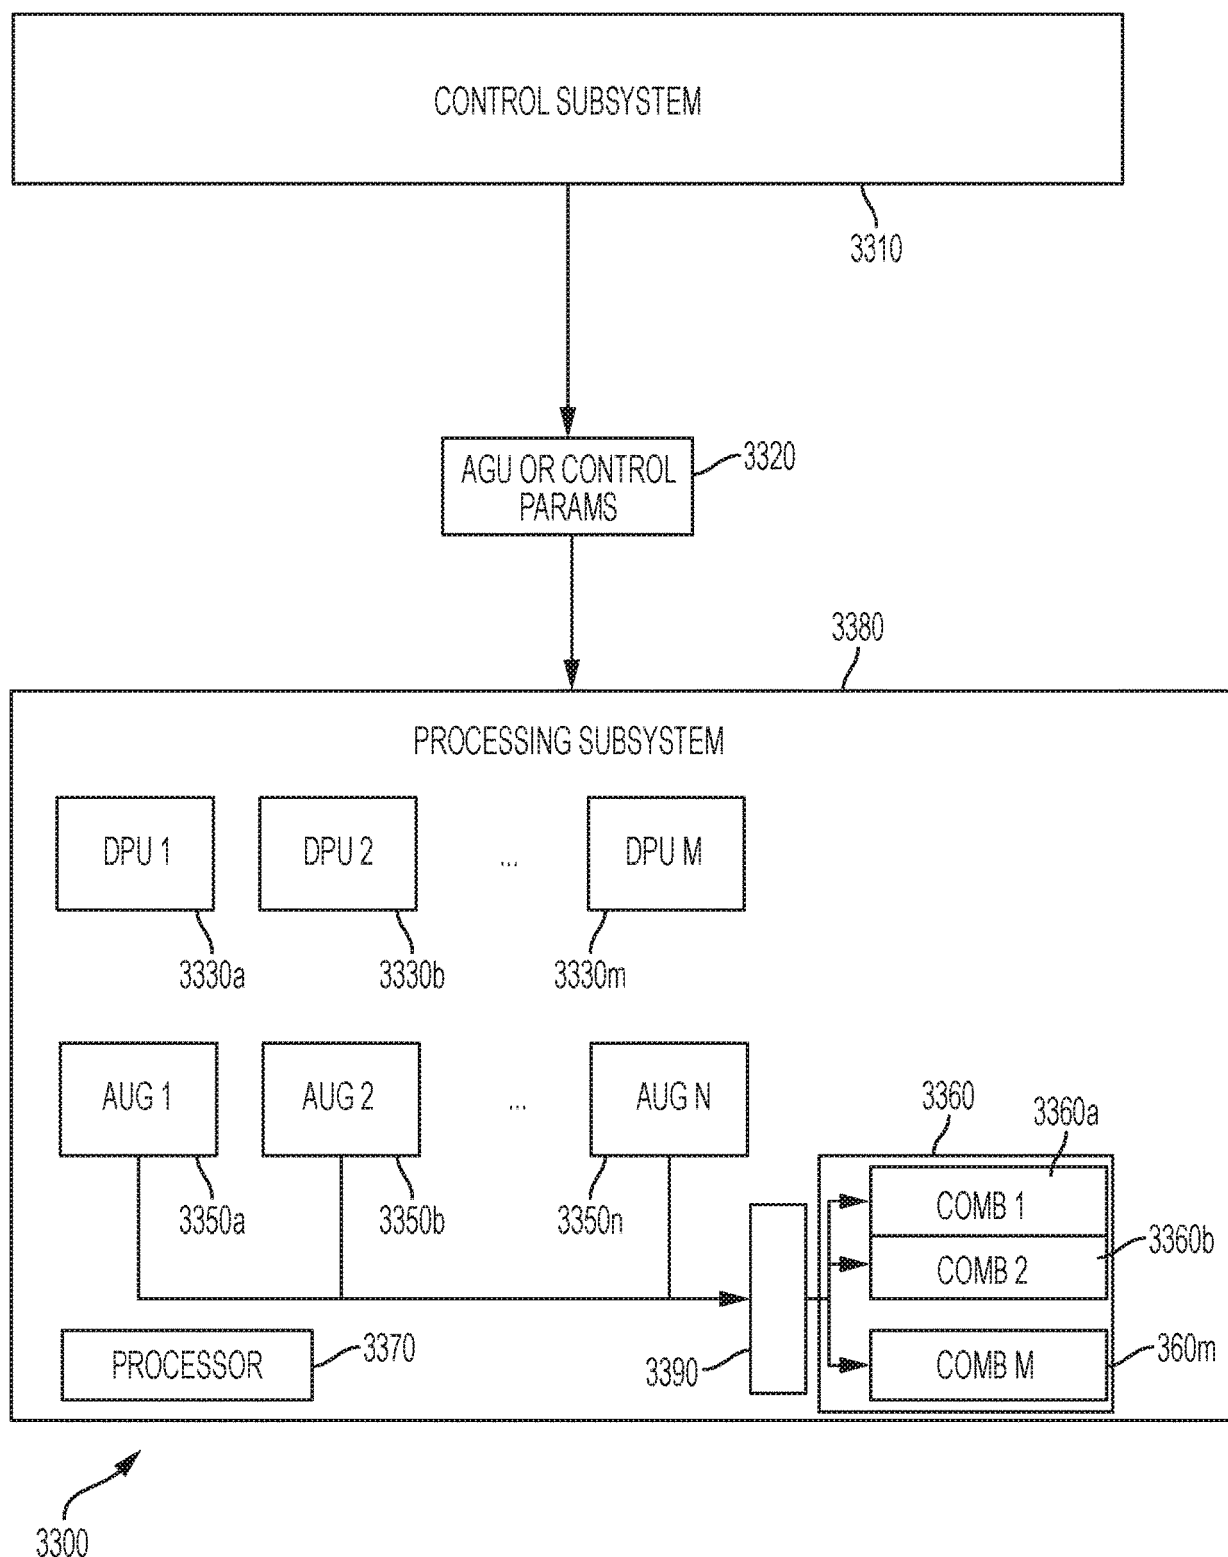 CONTROL SUBSYSTEM
3310
AGU OR CONTROL
PARAMS
3320
3380
PROCESSING SUBSYSTEM
DPU 1
DPU 2
...
DPU M
3330a
3330b
3330m
AUG 1
AUG 2
...
AUG N
3360
3360a
3350a
3350b
3350n
COMB 1
3360b
COMB 2
PROCESSOR
3370
3390
COMB M
360m
3300